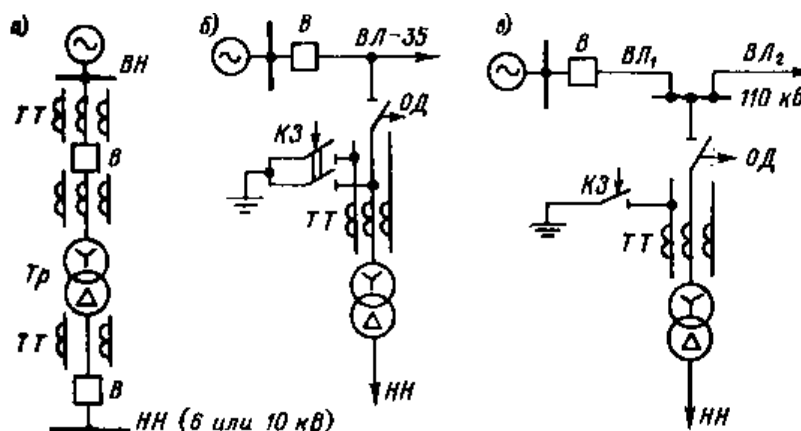 а)
ВН
ТТ
В
Тр
ТТ
В
НН (6 или 10 кВ)
б)
В
ВЛ-35
ОД
КЗ
ТТ
НН
в)
В
ВЛ1
ВЛ2
110 кВ
ОД
КЗ
ТТ
НН